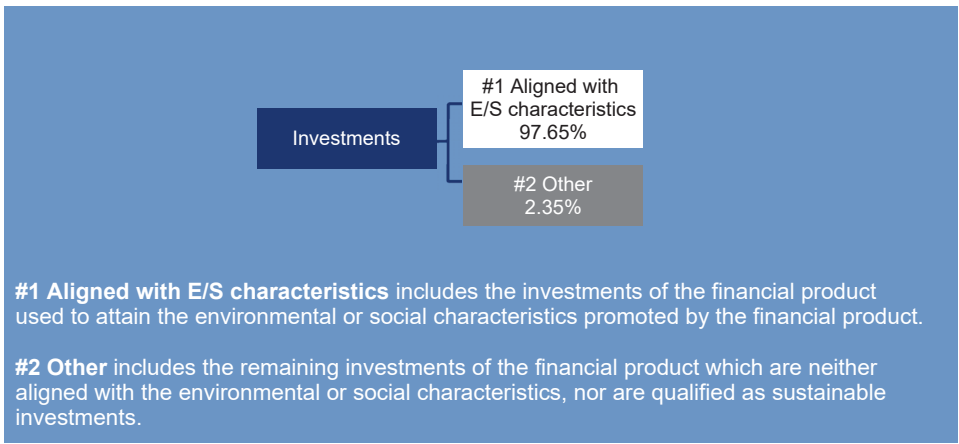 #1 Aligned with
E/S characteristics
97.65%
Investments
#2 Other
2.35%
#1 Aligned with E/S characteristics includes the investments of the financial product
used to attain the environmental or social characteristics promoted by the financial product.
#2 Other includes the remaining investments of the financial product which are neither
aligned with the environmental or social characteristics, nor are qualified as sustainable
investments.